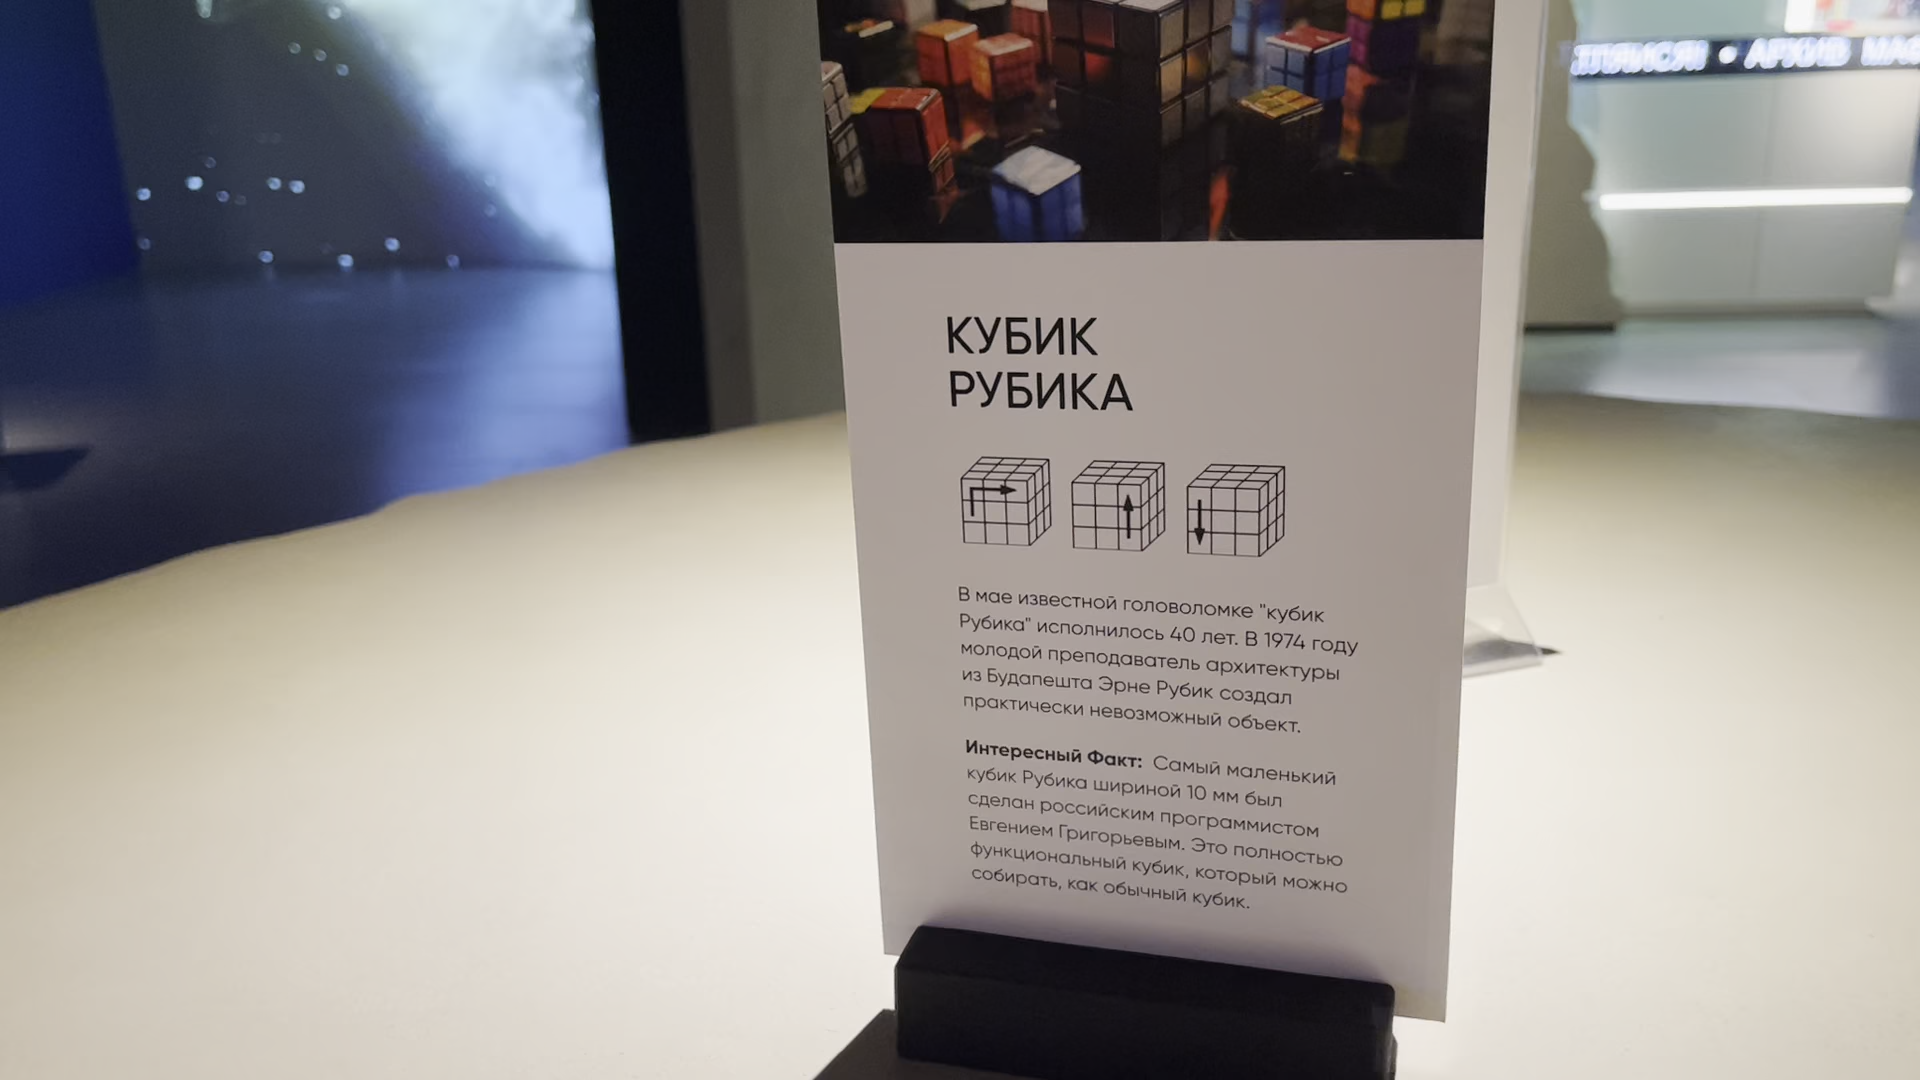 АРХИВ
КУБИК
РУБИКА
В мае известной головоломке "кубик
Рубика" исполнилось 40 лет. В 1974 году
молодой преподаватель архитектуры
из Будапешта Эрне Рубик создал
практически невозможный объект.
Интересный Факт: Самый маленький
кубик Рубика шириной 10 мм был
сделан российским программистом
Евгением Григорьевым. Это полностью
функциональный кубик, который можно
собирать, как обычный кубик.